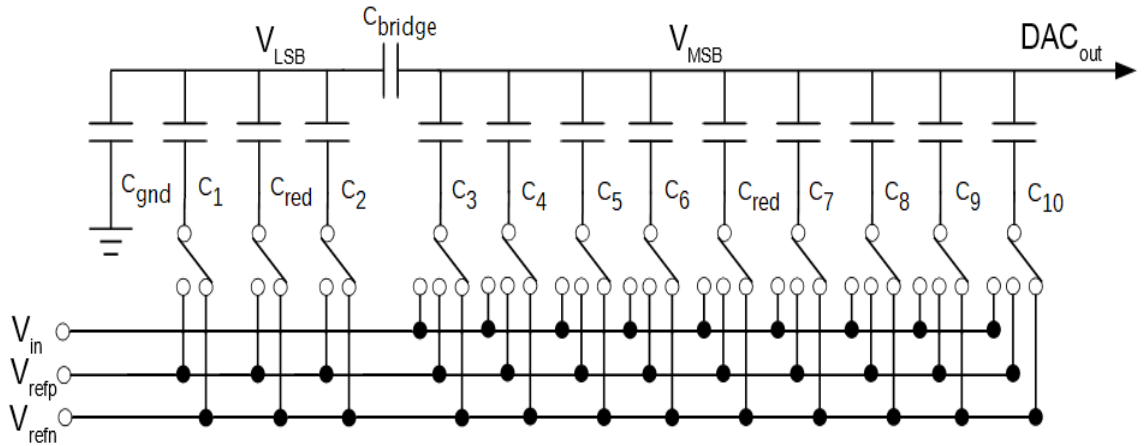 C_bridge
V_LSB V_MSB DAC_out
C_gnd C_1 C_red C_2 C_3 C_4 C_5 C_6 C_red C_7 C_8 C_9 C_10
V_in
V_refp
V_refn